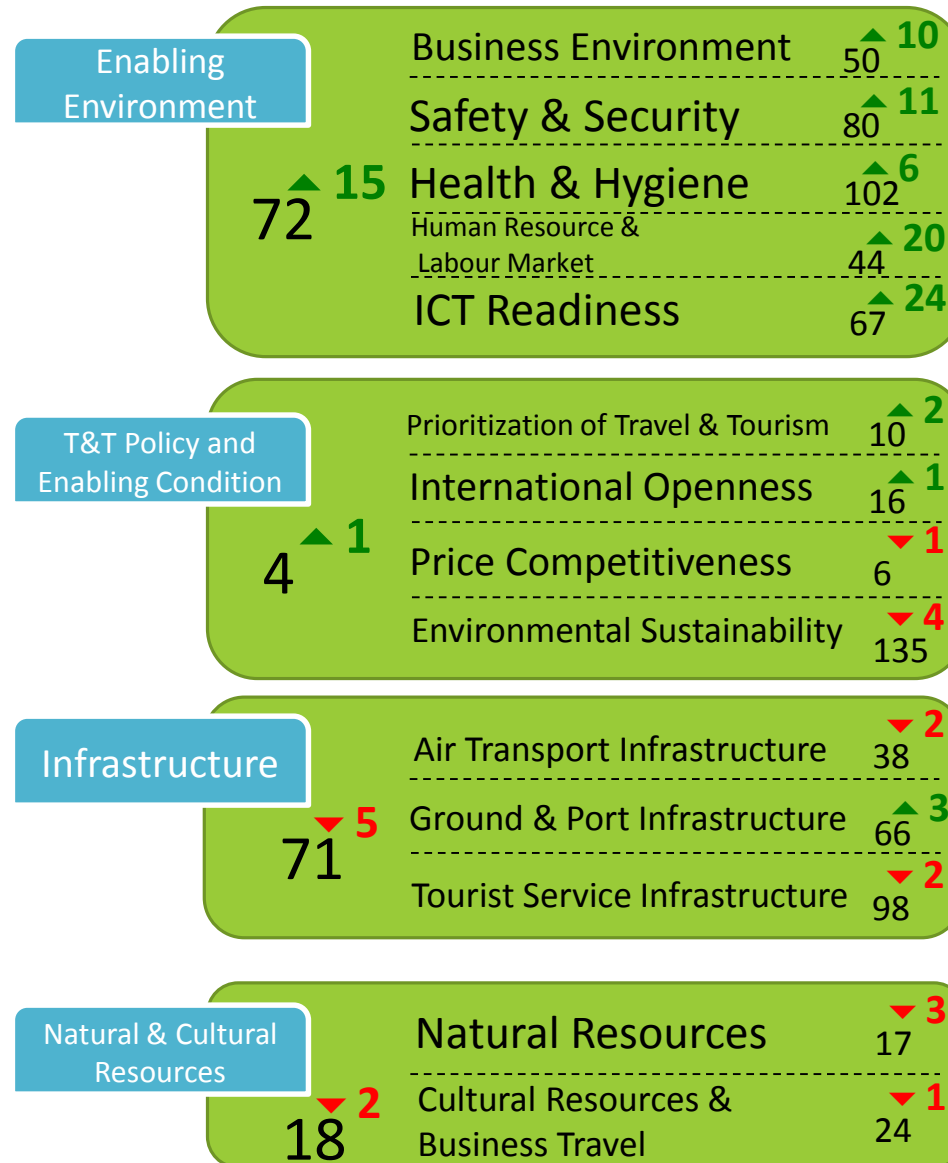 Enabling
Environment
72 ▲ 15
Business Environment 50 ▲ 10
Safety & Security 80 ▲ 11
Health & Hygiene 102 ▲ 6
Human Resource &
Labour Market 44 ▲ 20
ICT Readiness 67 ▲ 24
T&T Policy and
Enabling Condition
4 ▲ 1
Prioritization of Travel & Tourism 10 ▲ 2
International Openness 16 ▲ 1
Price Competitiveness 6 ▼ 1
Environmental Sustainability 135 ▼ 4
Infrastructure
71 ▼ 5
Air Transport Infrastructure 38 ▼ 2
Ground & Port Infrastructure 66 ▲ 3
Tourist Service Infrastructure 98 ▼ 2
Natural & Cultural
Resources
18 ▼ 2
Natural Resources 17 ▼ 3
Cultural Resources &
Business Travel 24 ▼ 1